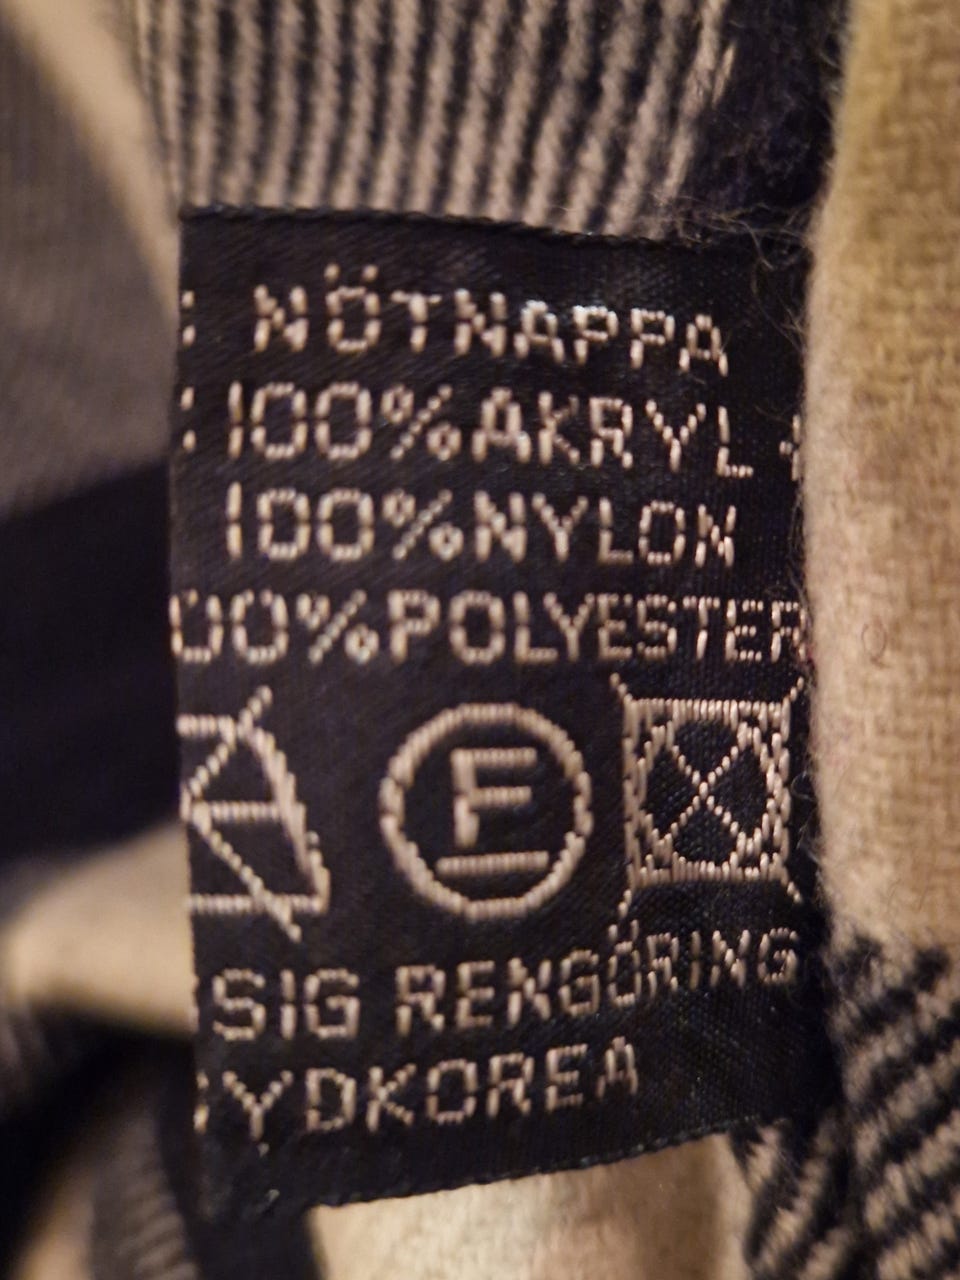 : NÖTNAPPA
: 100%AKRYL
100%NYLON
00%POLYESTER
F
SIG RENGÖRING
YDKOREA